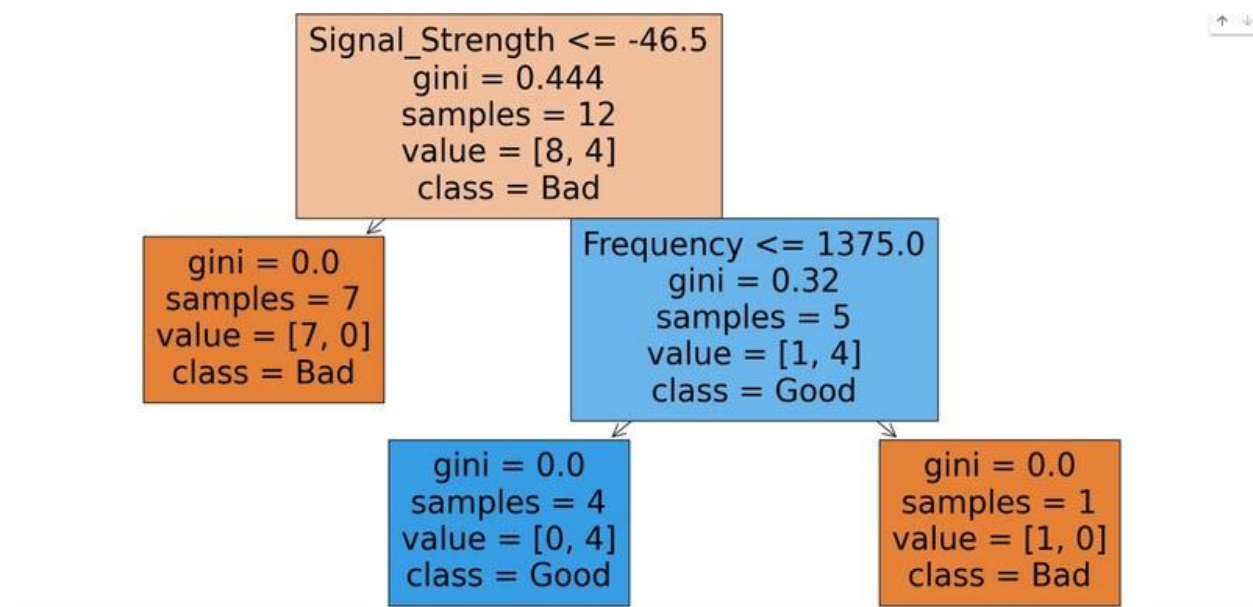 Signal_Strength <= -46.5
gini = 0.444
samples = 12
value = [8, 4]
class = Bad
gini = 0.0
samples = 7
value = [7, 0]
class = Bad
Frequency <= 1375.0
gini = 0.32
samples = 5
value = [1, 4]
class = Good
gini = 0.0
samples = 4
value = [0, 4]
class = Good
gini = 0.0
samples = 1
value = [1, 0]
class = Bad